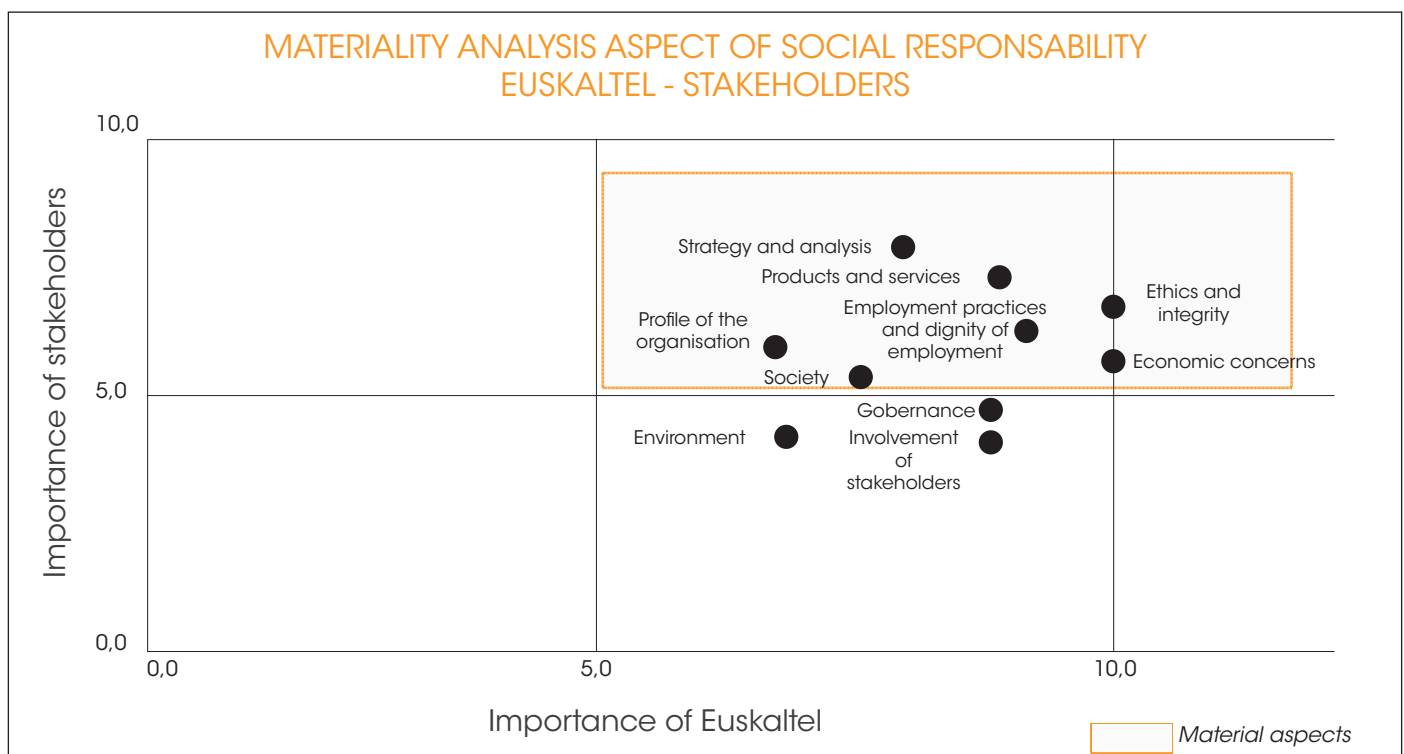 MATERIALITY ANALYSIS ASPECT OF SOCIAL RESPONSABILITY
EUSKALTEL - STAKEHOLDERS
10,0
Importance of stakeholders
Strategy and analysis
Products and services
Ethics and
integrity
Employment practices
and dignity of
employment
Profile of the
organisation
Economic concerns
Society
5,0
Gobernance
Environment
Involvement
of
stakeholders
0,0
0,0
5,0
10,0
Importance of Euskaltel
Material aspects